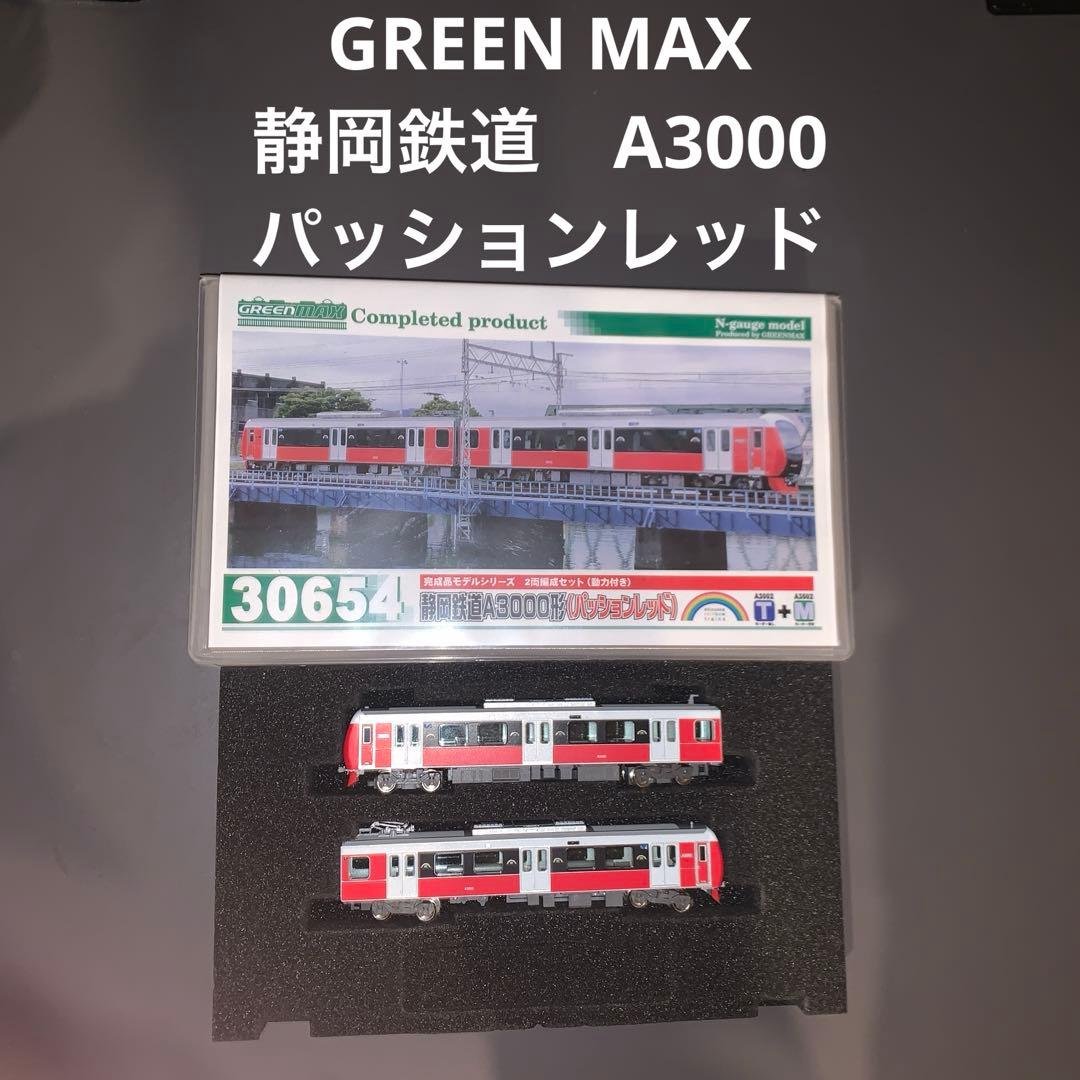 GREEN MAX
静岡鉄道　A3000
パッションレッド
GREENMAX Completed product
N-gauge model
Produced by GREENMAX
30654
完成品モデルシリーズ 2両編成セット(動力付き)
静岡鉄道A3000形(パッションレッド)
A3002 A3602
T+M